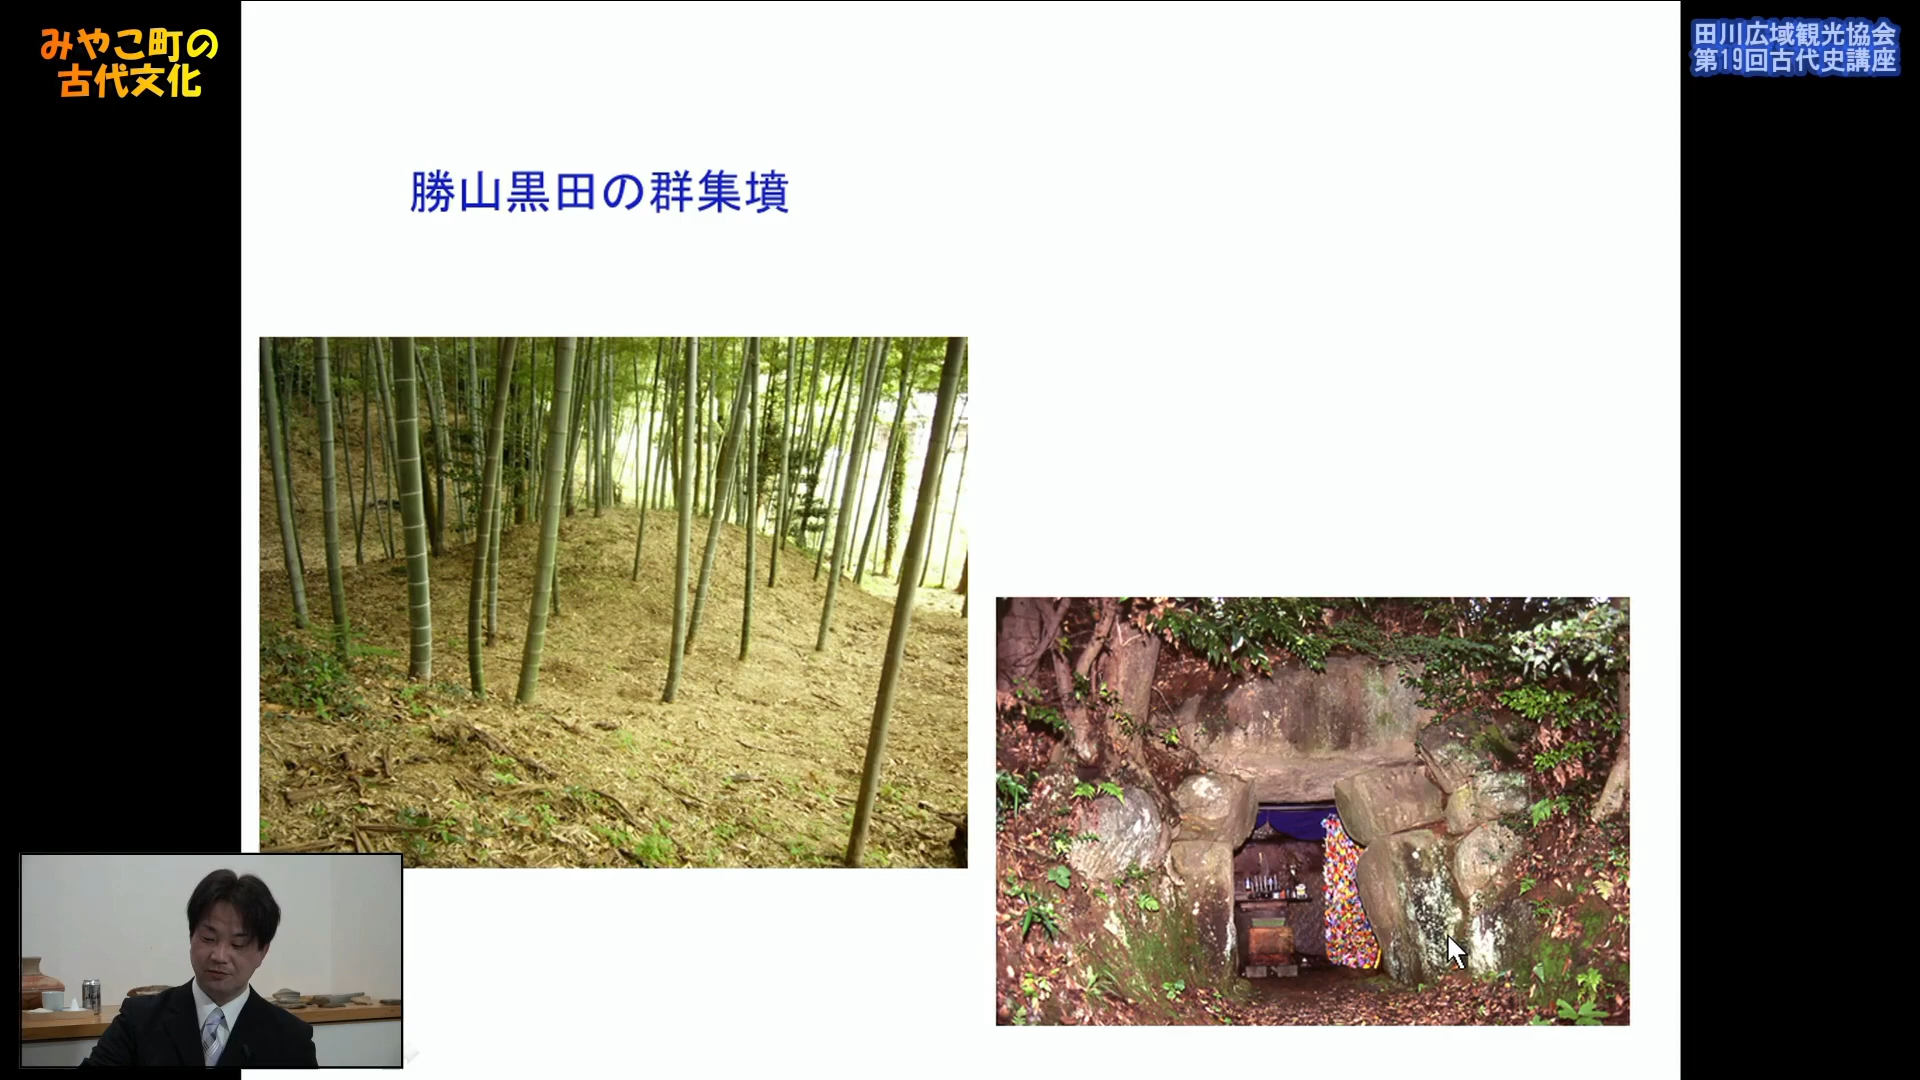 みやこ町の
古代文化
田川広域観光協会
第19回古代史講座
勝山黒田の群集墳